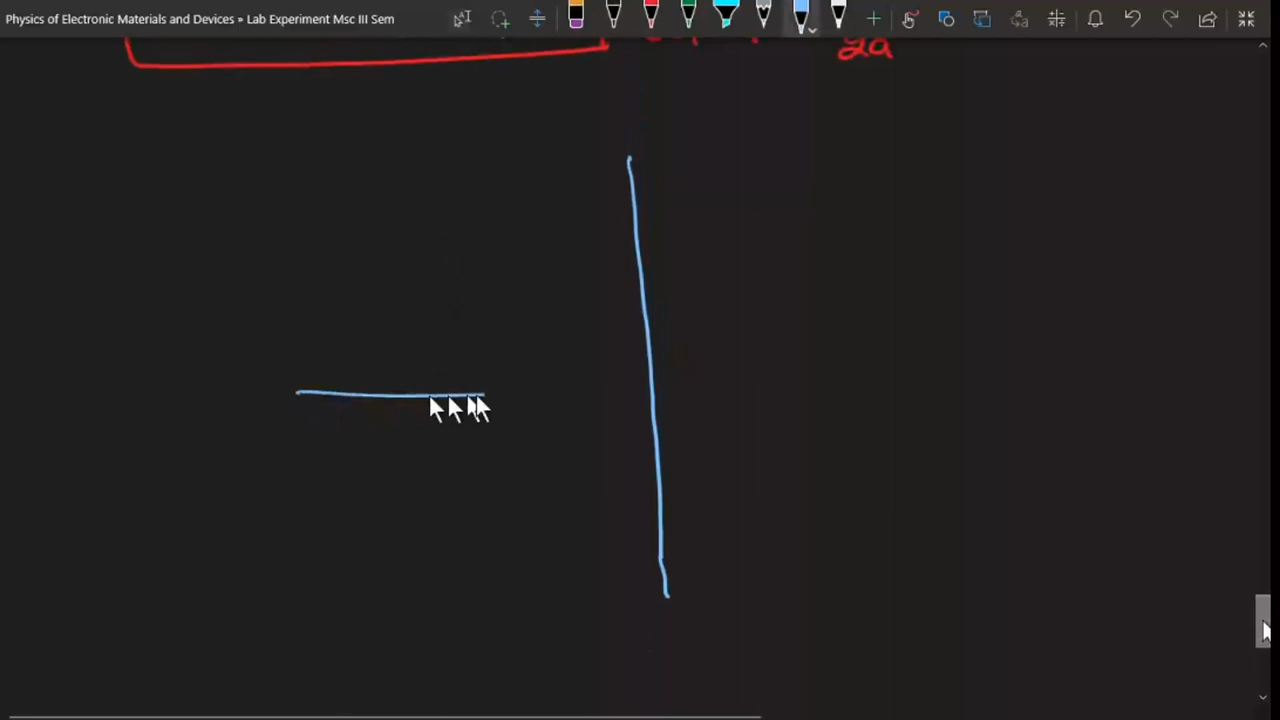 Physics of Electronic Materials and Devices » Lab Experiment Msc III Sem
2a